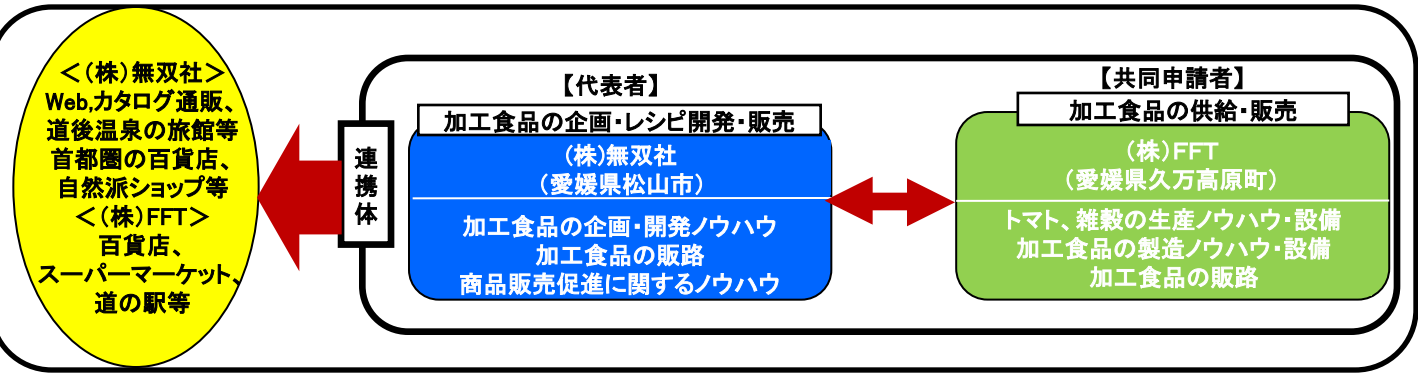 <(株)無双社>
Web,カタログ通販、
道後温泉の旅館等
首都圏の百貨店、
自然派ショップ等
<(株)FFT>
百貨店、
スーパーマーケット、
道の駅等
連携体
【代表者】
加工食品の企画・レシピ開発・販売
(株)無双社
(愛媛県松山市)
加工食品の企画・開発ノウハウ
加工食品の販路
商品販売促進に関するノウハウ
【共同申請者】
加工食品の供給・販売
(株)FFT
(愛媛県久万高原町)
トマト、雑穀の生産ノウハウ・設備
加工食品の製造ノウハウ・設備
加工食品の販路